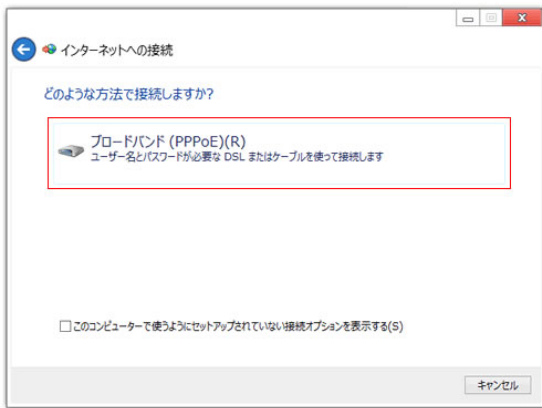 インターネットへの接続
どのような方法で接続しますか?
ブロードバンド (PPPoE)(R)
ユーザー名とパスワードが必要な DSL またはケーブルを使って接続します
このコンピューターで使うようにセットアップされていない接続オプションを表示する(S)
キャンセル